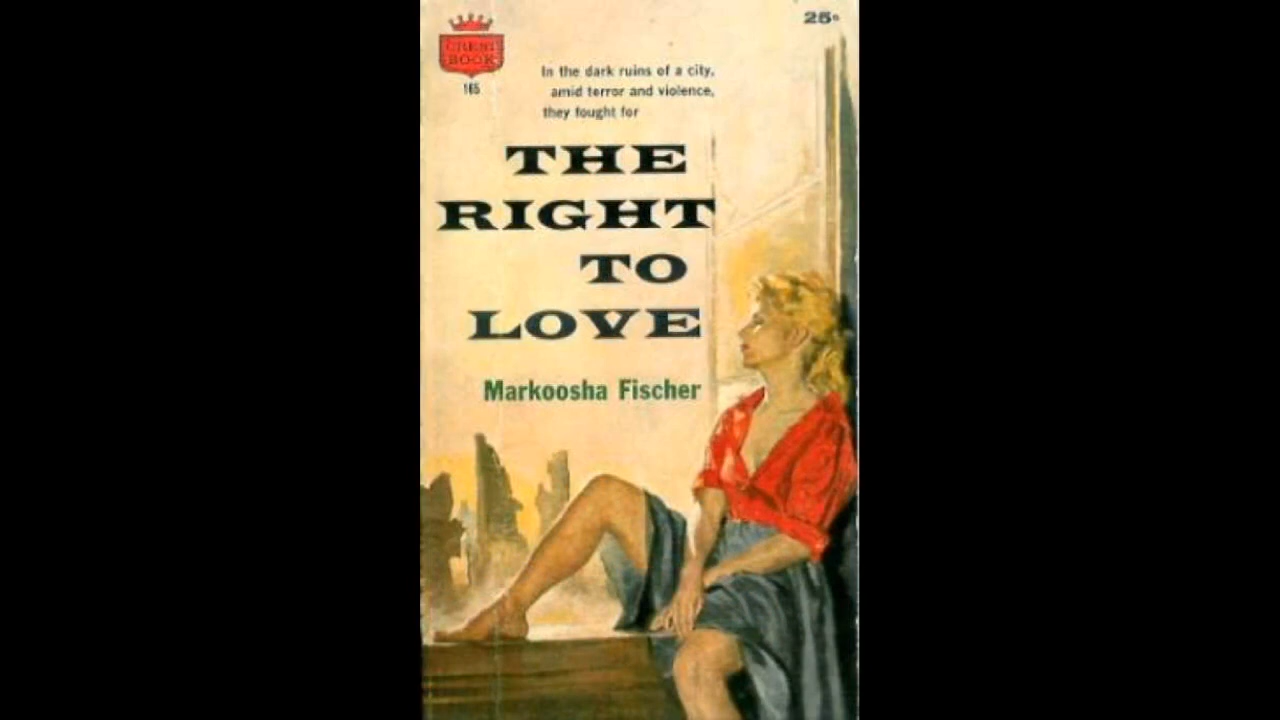 CREST
BOOK
165
25¢
In the dark ruins of a city,
amid terror and violence,
they fought for
THE
RIGHT
TO
LOVE
Markoosha Fischer